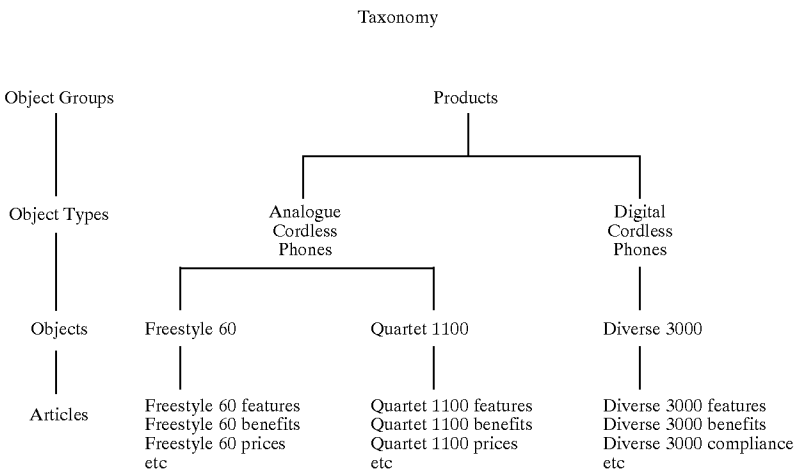 Taxonomy
Object Groups
Products
Object Types
Analogue
Cordless
Phones
Digital
Cordless
Phones
Objects
Freestyle 60
Quartet 1100
Diverse 3000
Articles
Freestyle 60 features
Freestyle 60 benefits
Freestyle 60 prices
etc
Quartet 1100 features
Quartet 1100 benefits
Quartet 1100 prices
etc
Diverse 3000 features
Diverse 3000 benefits
Diverse 3000 compliance
etc